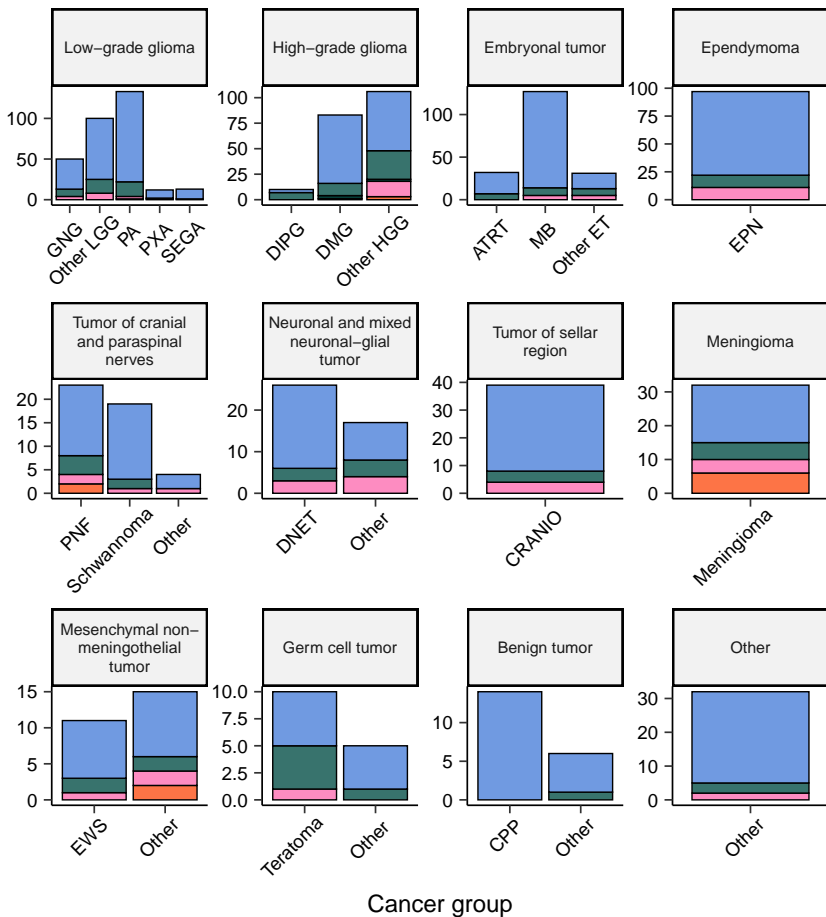 Low−grade glioma
High−grade glioma
Embryonal tumor
Ependymoma
100
50
0
100
75
50
25
0
100
50
0
100
75
50
25
0
GNG
Other LGG
PA
PXA
SEGA
DIPG
DMG
Other HGG
ATRT
MB
Other ET
EPN
Tumor of cranial
and paraspinal
nerves
Neuronal and mixed
neuronal−glial
tumor
Tumor of sellar
region
Meningioma
20
15
10
5
0
20
10
0
40
30
20
10
0
30
20
10
0
PNF
Schwannoma
Other
DNET
Other
CRANIO
Meningioma
Mesenchymal non−
meningothelial
tumor
Germ cell tumor
Benign tumor
Other
15
10
5
0
10.0
7.5
5.0
2.5
0.0
10
5
0
30
20
10
0
EWS
Other
Teratoma
Other
CPP
Other
Other
Cancer group